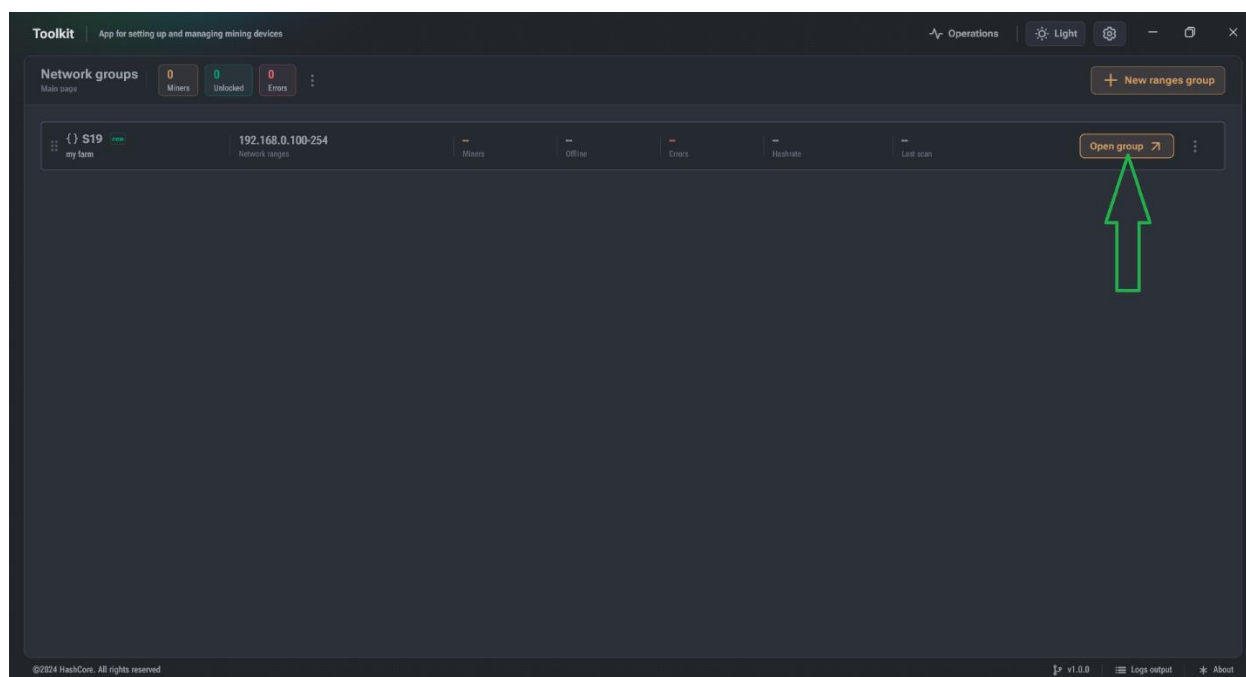 Toolkit App for setting up and managing mining devices Operations Light
Network groups 0 0 0 New ranges group
Main page Miners Unlocked Errors
{} S19 new 192.168.0.100-254 -- -- -- -- -- Open group
my farm Network ranges Miners Offline Errors Hashrate Last scan
©2024 HashCore. All rights reserved v1.0.0 Logs output About